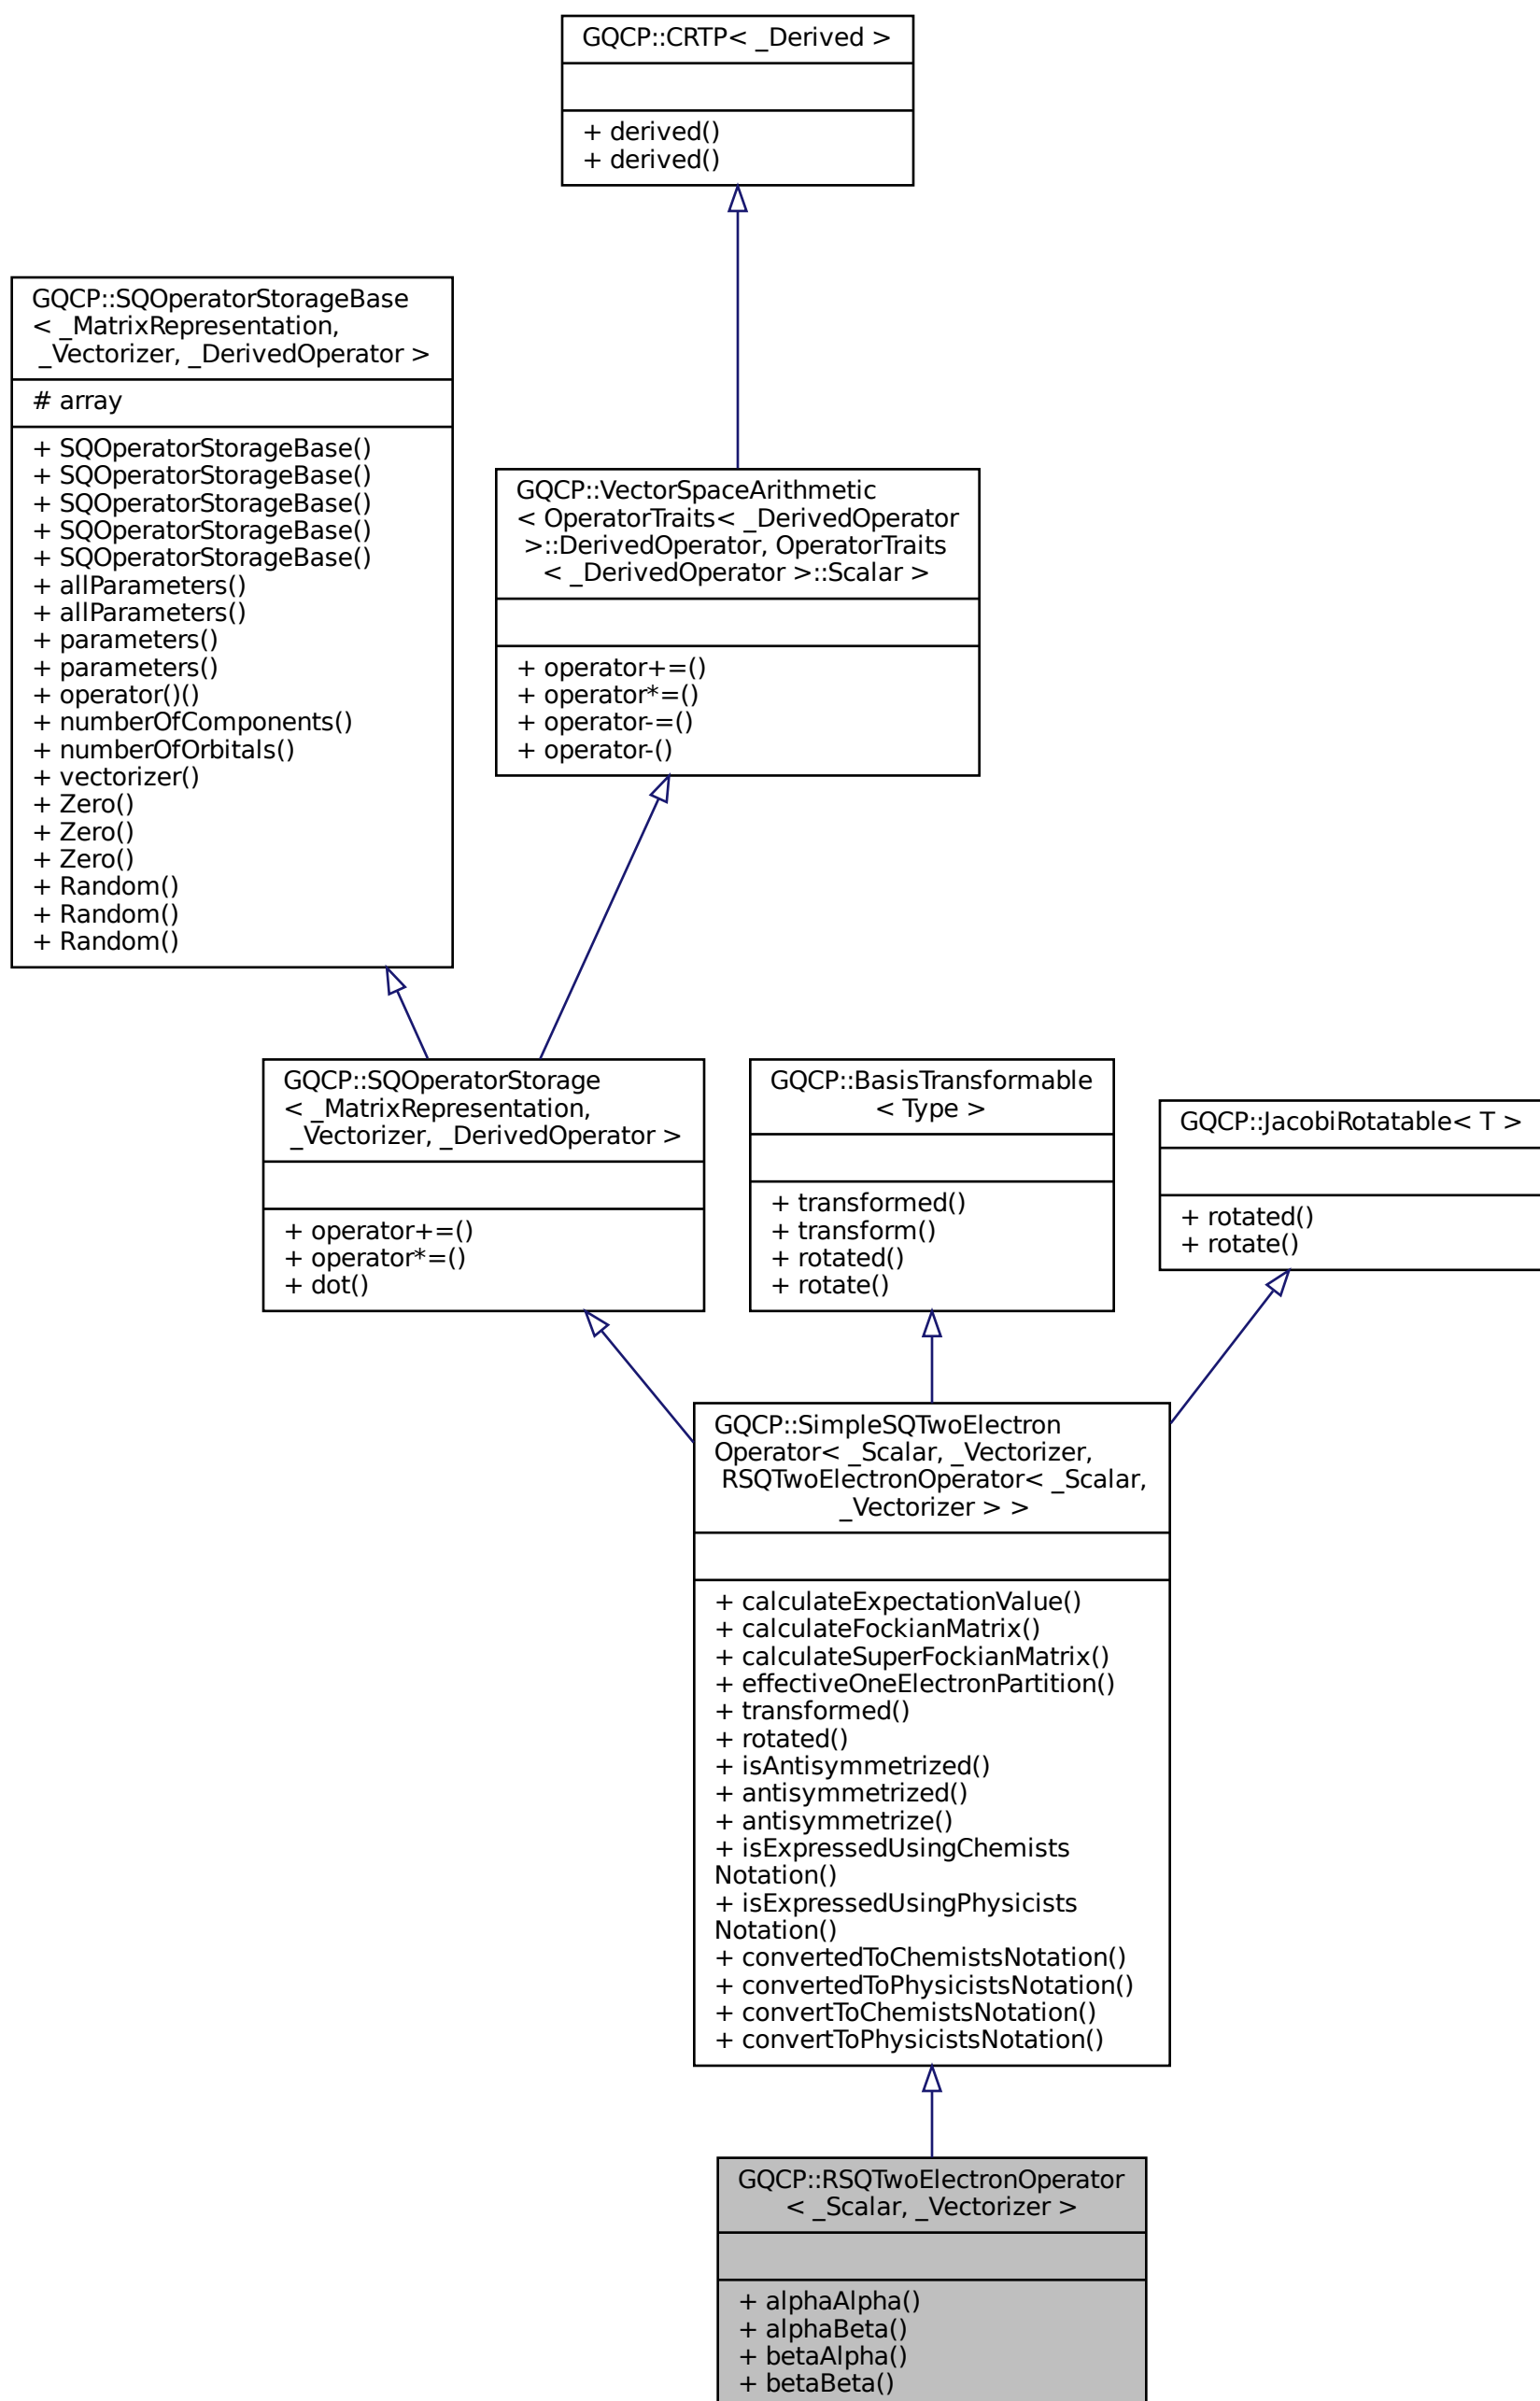 GQCP::CRTP< _Derived >
+ derived()
+ derived()
GQCP::SQOperatorStorageBase
< _MatrixRepresentation,
_Vectorizer, _DerivedOperator >
# array
+ SQOperatorStorageBase()
+ SQOperatorStorageBase()
+ SQOperatorStorageBase()
+ SQOperatorStorageBase()
+ SQOperatorStorageBase()
+ allParameters()
+ allParameters()
+ parameters()
+ parameters()
+ operator()()
+ numberOfComponents()
+ numberOfOrbitals()
+ vectorizer()
+ Zero()
+ Zero()
+ Zero()
+ Random()
+ Random()
+ Random()
GQCP::VectorSpaceArithmetic
< OperatorTraits< _DerivedOperator
>::DerivedOperator, OperatorTraits
< _DerivedOperator >::Scalar >
+ operator+=()
+ operator*=()
+ operator-=()
+ operator-()
GQCP::SQOperatorStorage
< _MatrixRepresentation,
_Vectorizer, _DerivedOperator >
+ operator+=()
+ operator*=()
+ dot()
GQCP::BasisTransformable
< Type >
+ transformed()
+ transform()
+ rotated()
+ rotate()
GQCP::JacobiRotatable< T >
+ rotated()
+ rotate()
GQCP::SimpleSQTwoElectron
Operator< _Scalar, _Vectorizer,
RSQTwoElectronOperator< _Scalar,
_Vectorizer > >
+ calculateExpectationValue()
+ calculateFockianMatrix()
+ calculateSuperFockianMatrix()
+ effectiveOneElectronPartition()
+ transformed()
+ rotated()
+ isAntisymmetrized()
+ antisymmetrized()
+ antisymmetrize()
+ isExpressedUsingChemists
Notation()
+ isExpressedUsingPhysicists
Notation()
+ convertedToChemistsNotation()
+ convertedToPhysicistsNotation()
+ convertToChemistsNotation()
+ convertToPhysicistsNotation()
GQCP::RSQTwoElectronOperator
< _Scalar, _Vectorizer >
+ alphaAlpha()
+ alphaBeta()
+ betaAlpha()
+ betaBeta()